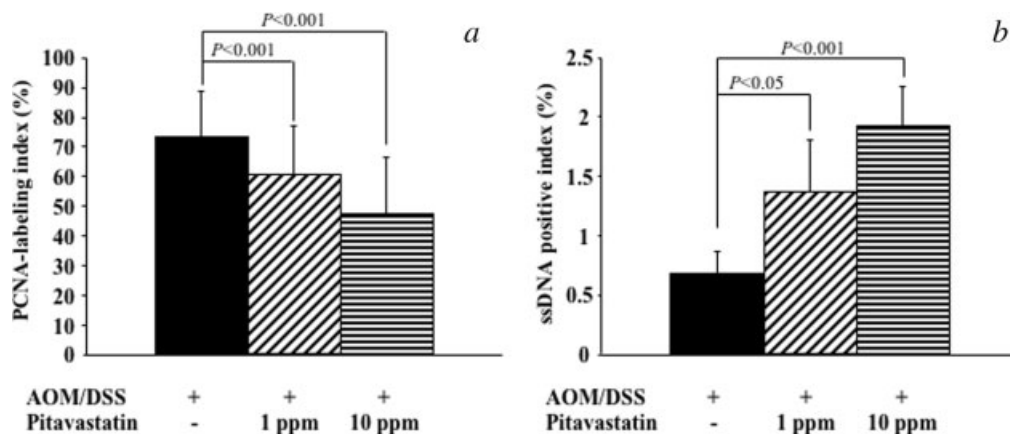 P<0.001
a
P<0.001
PCNA-labeling index (%)
100
90
80
70
60
50
40
30
20
10
0
AOM/DSS + + +
Pitavastatin - 1 ppm 10 ppm
b
P<0.001
P<0.05
ssDNA positive index (%)
2.5
2
1.5
1
0.5
0
AOM/DSS + + +
Pitavastatin - 1 ppm 10 ppm